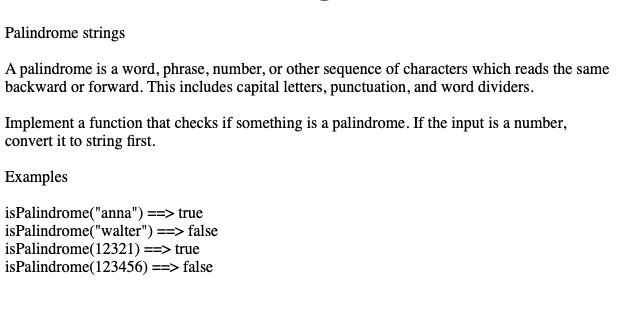 Palindrome strings
A palindrome is a word, phrase, number, or other sequence of characters which reads the same
backward or forward. This includes capital letters, punctuation, and word dividers.
Implement a function that checks if something is a palindrome. If the input is a number,
convert it to string first.
Examples
isPalindrome("anna") ==> true
isPalindrome("walter") ==> false
isPalindrome(12321) ==> true
isPalindrome(123456) ==> false